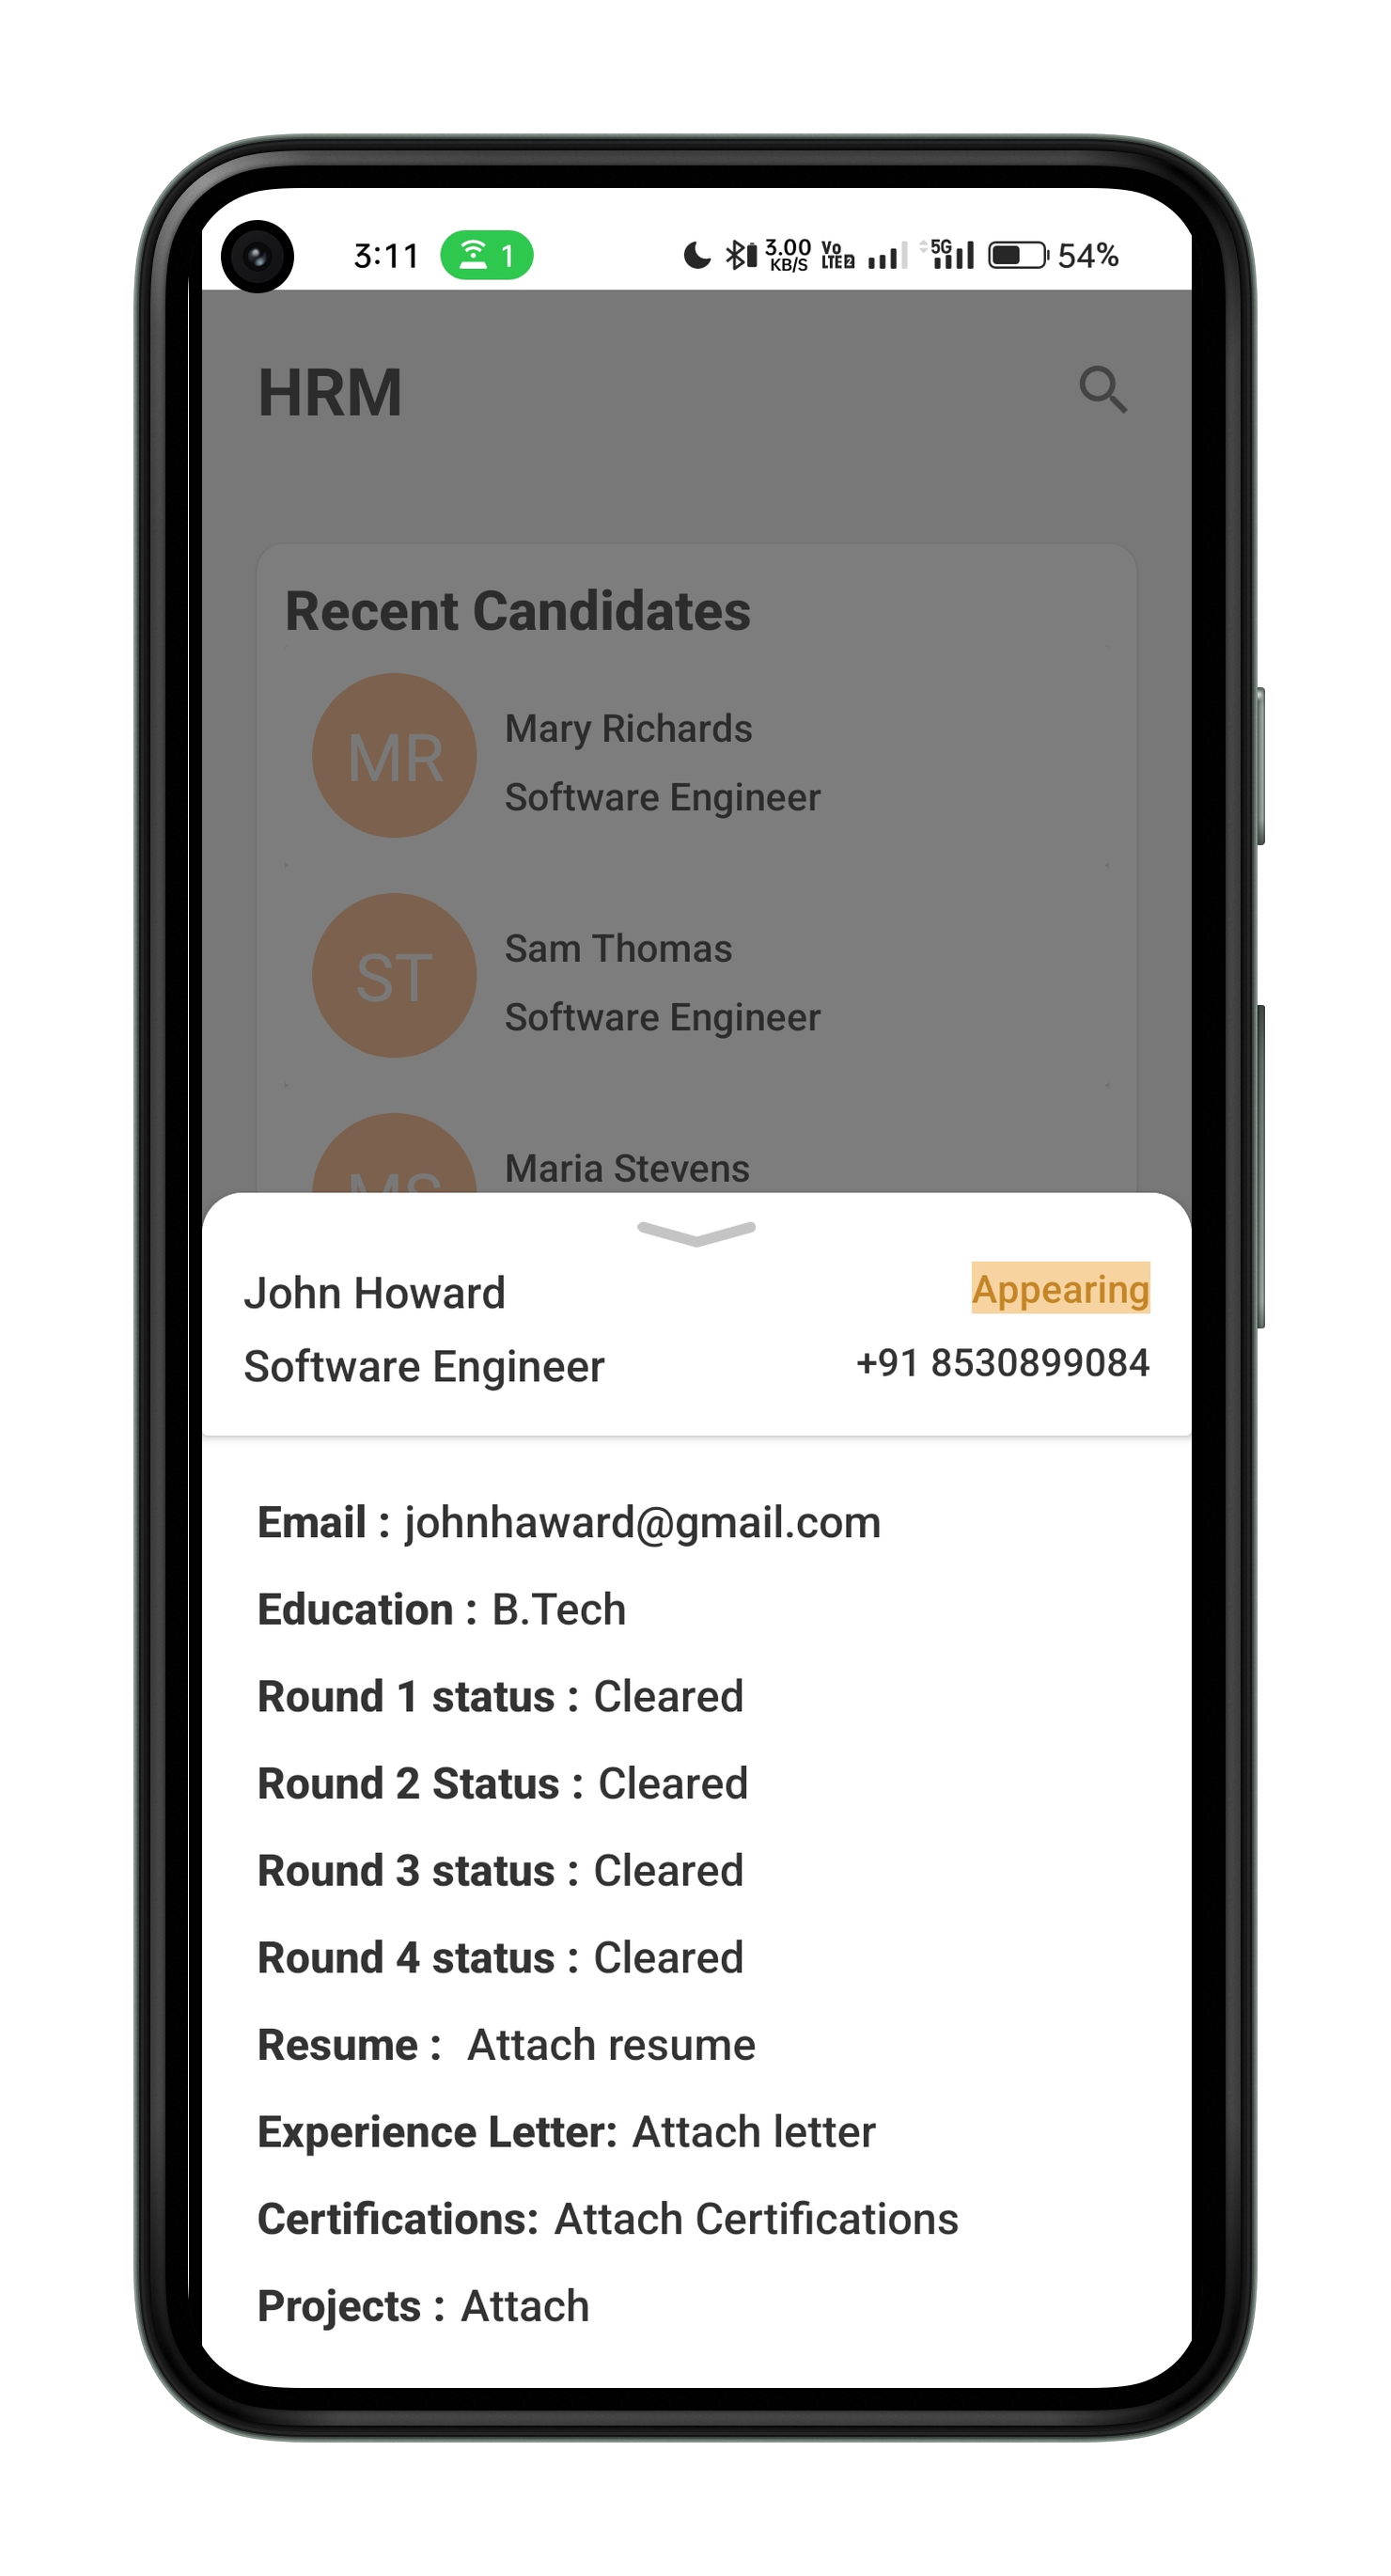 3:11 1 3.00 KB/S Vo LTE 2 5G 54%
HRM
Recent Candidates
MR Mary Richards
Software Engineer
ST Sam Thomas
Software Engineer
MS Maria Stevens
John Howard Appearing
Software Engineer +91 8530899084
Email : johnhaward@gmail.com
Education : B.Tech
Round 1 status : Cleared
Round 2 Status : Cleared
Round 3 status : Cleared
Round 4 status : Cleared
Resume : Attach resume
Experience Letter: Attach letter
Certifications: Attach Certifications
Projects : Attach